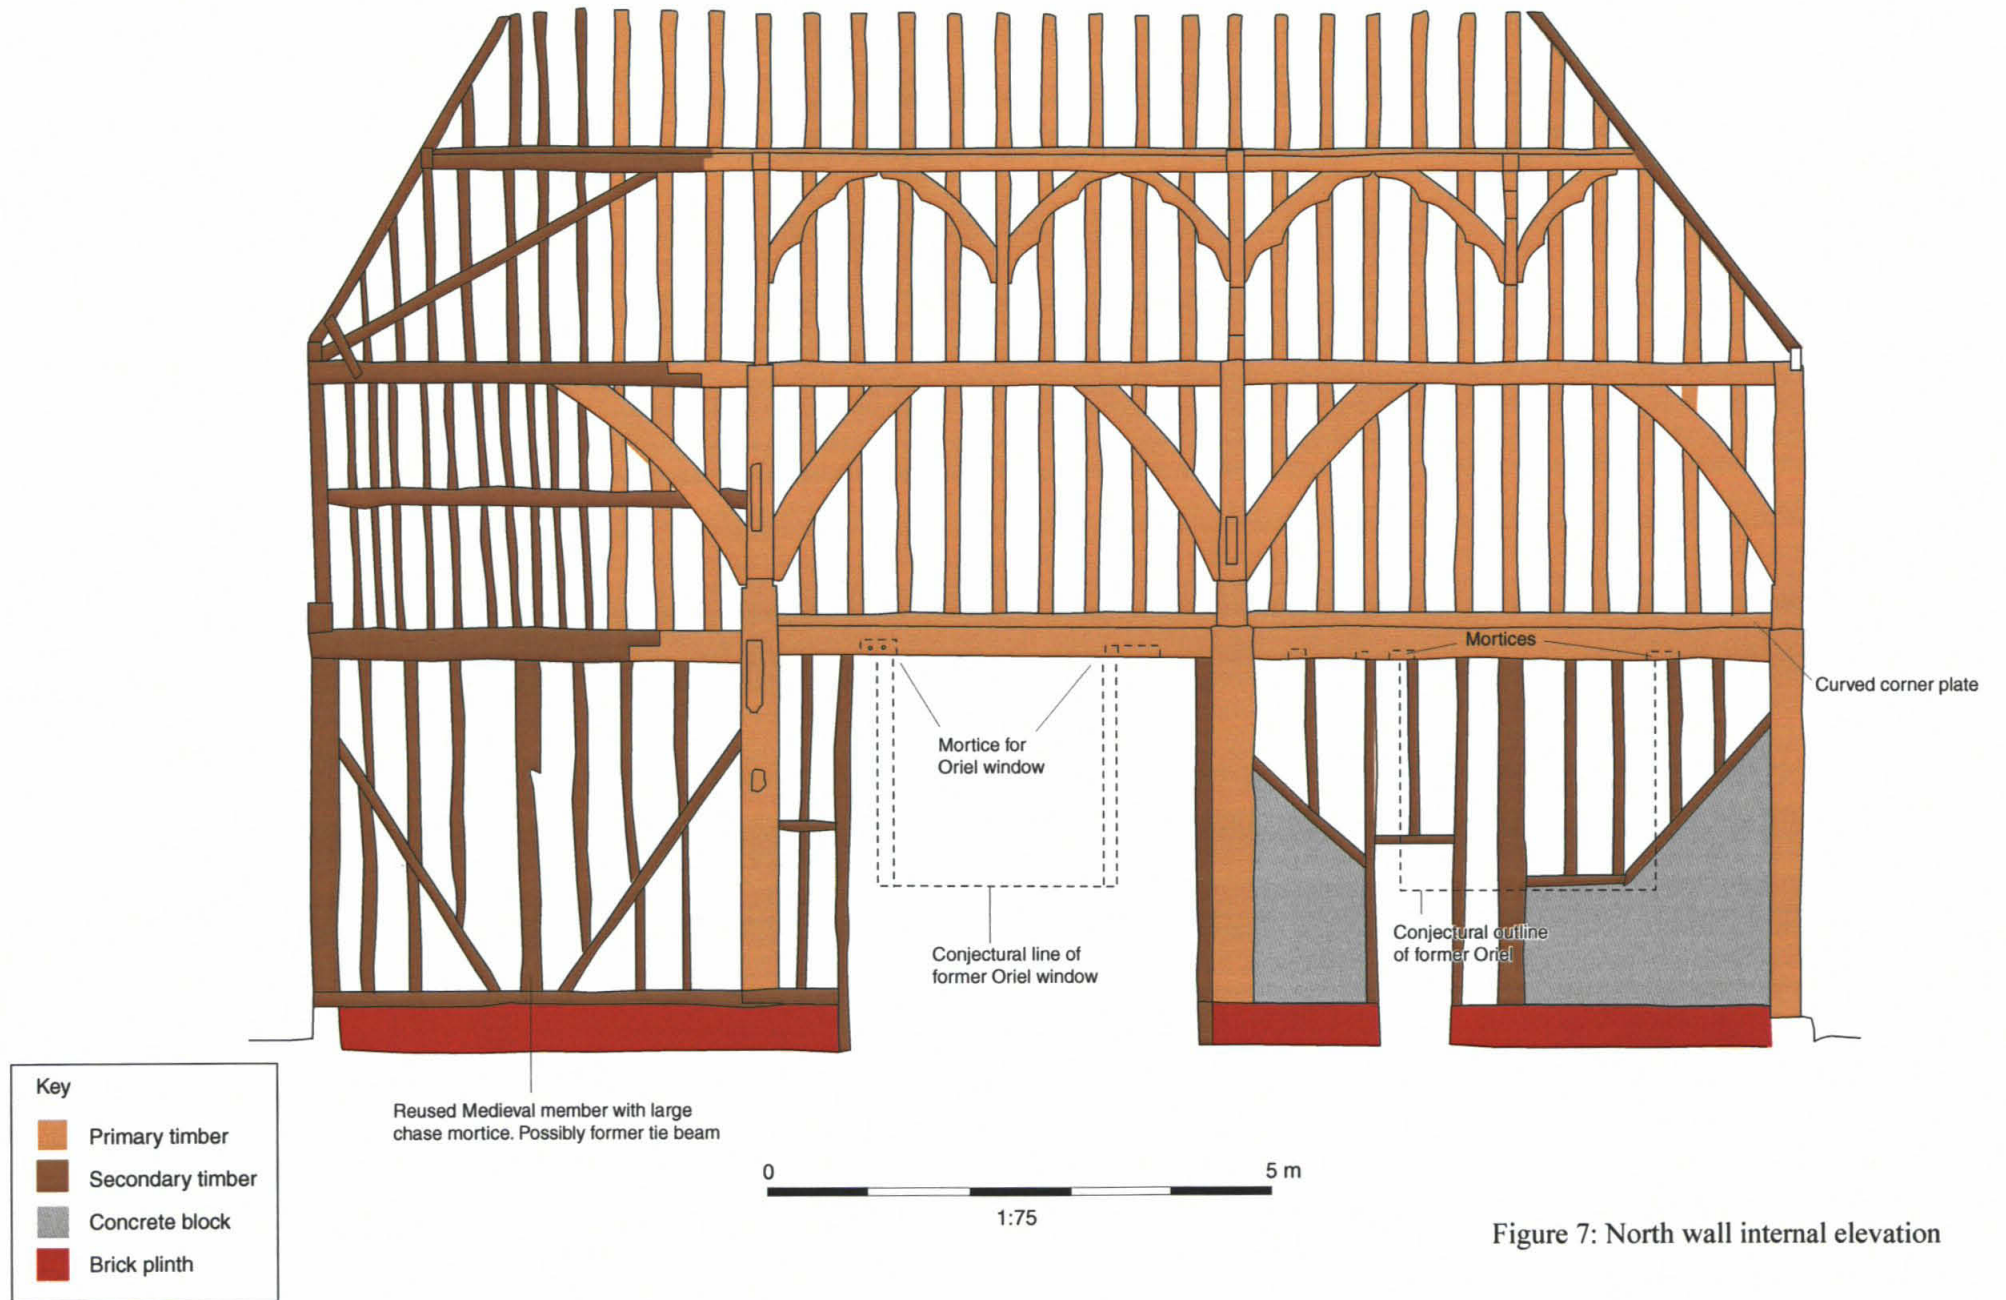 Mortices
Curved corner plate
Mortice for
Oriel window
Conjectural line of
former Oriel window
Conjectural outline
of former Oriel
Key
Primary timber
Secondary timber
Concrete block
Brick plinth
Reused Medieval member with large
chase mortice. Possibly former tie beam
0 5 m
1:75
Figure 7: North wall internal elevation